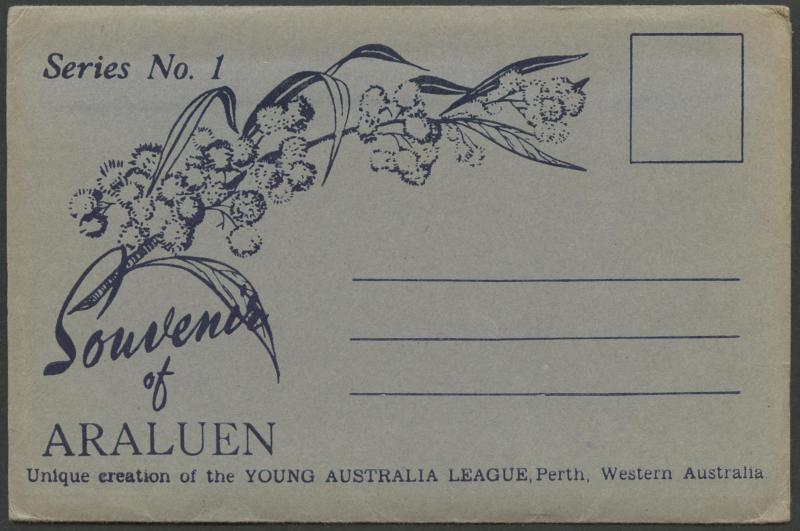 Series No. 1
Souvenir
of
ARALUEN
Unique creation of the YOUNG AUSTRALIA LEAGUE, Perth, Western Australia